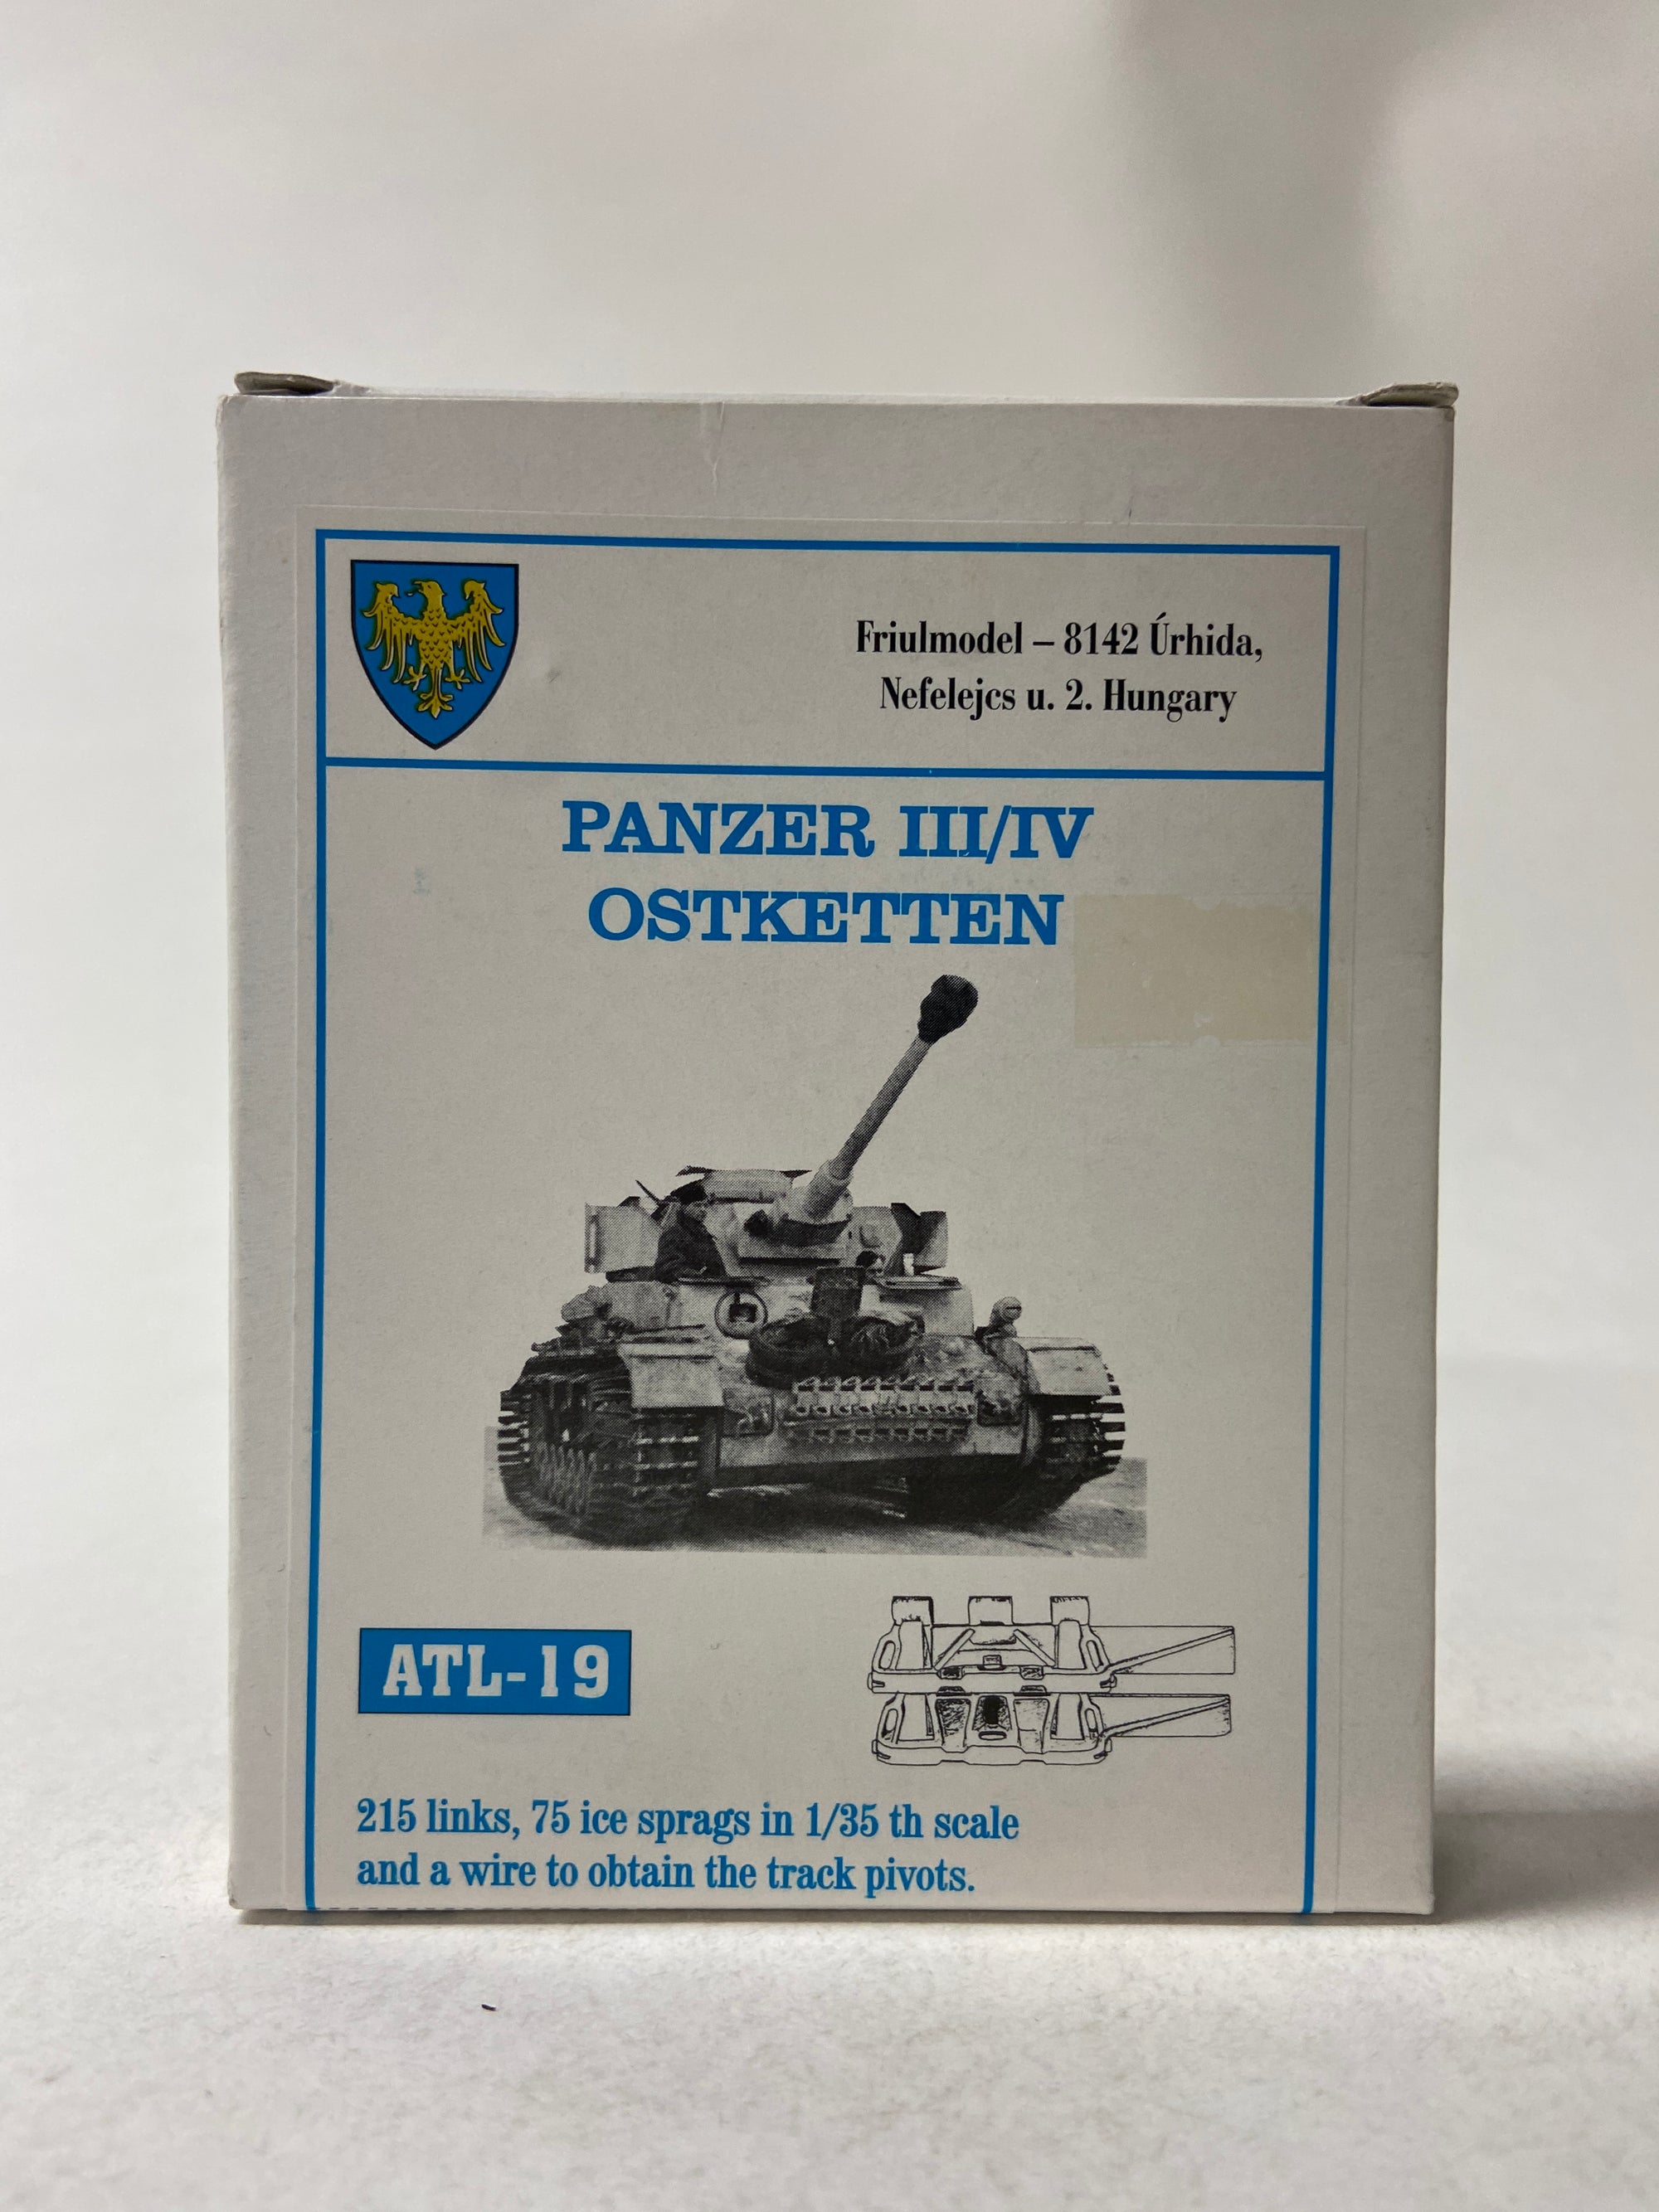 Friulmodel – 8142 Úrhida,
Nefelejcs u. 2. Hungary
PANZER III/IV
OSTKETTEN
ATL-19
215 links, 75 ice sprags in 1/35 th scale
and a wire to obtain the track pivots.